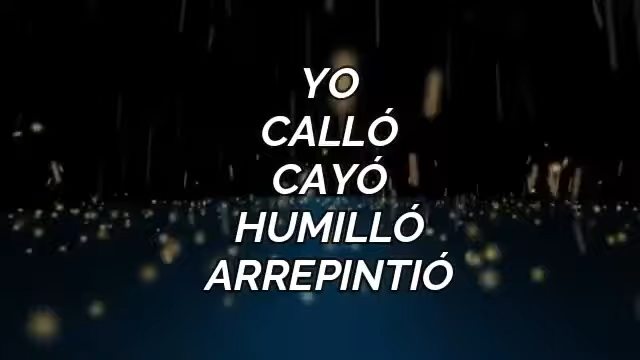 YO
CALLÓ
CAYÓ
HUMILLÓ
ARREPINTIÓ